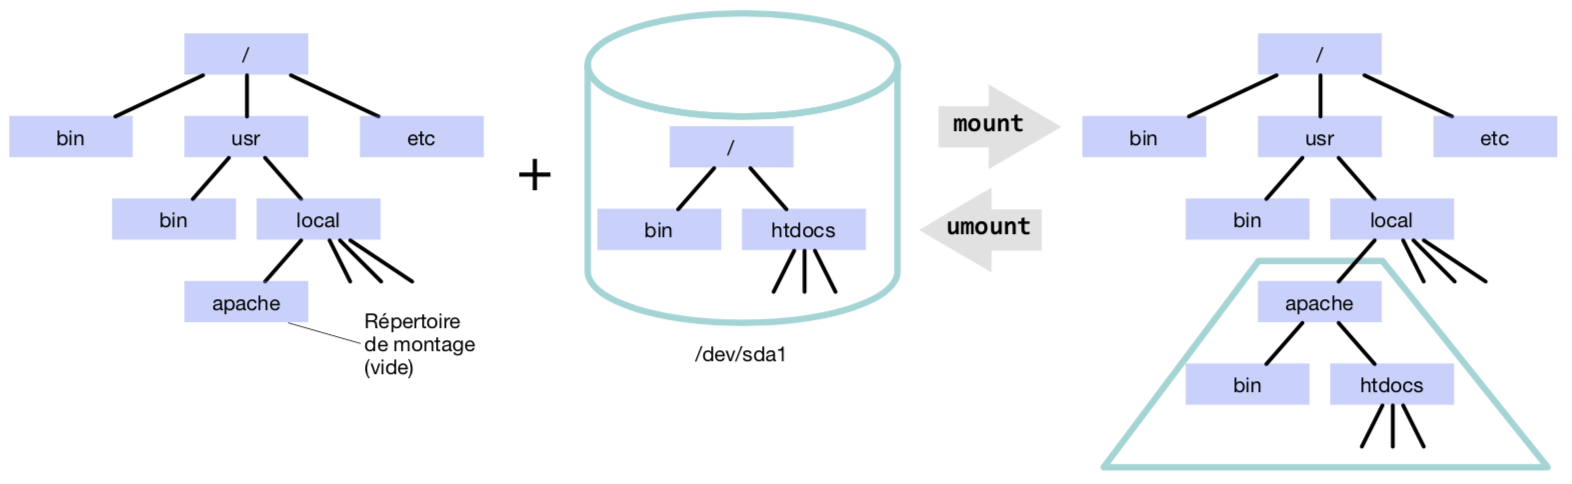 /
bin
usr
etc
bin
local
apache
Répertoire
de montage
(vide)
+
/
bin
htdocs
/dev/sda1
mount
umount
/
bin
usr
etc
bin
local
apache
bin
htdocs